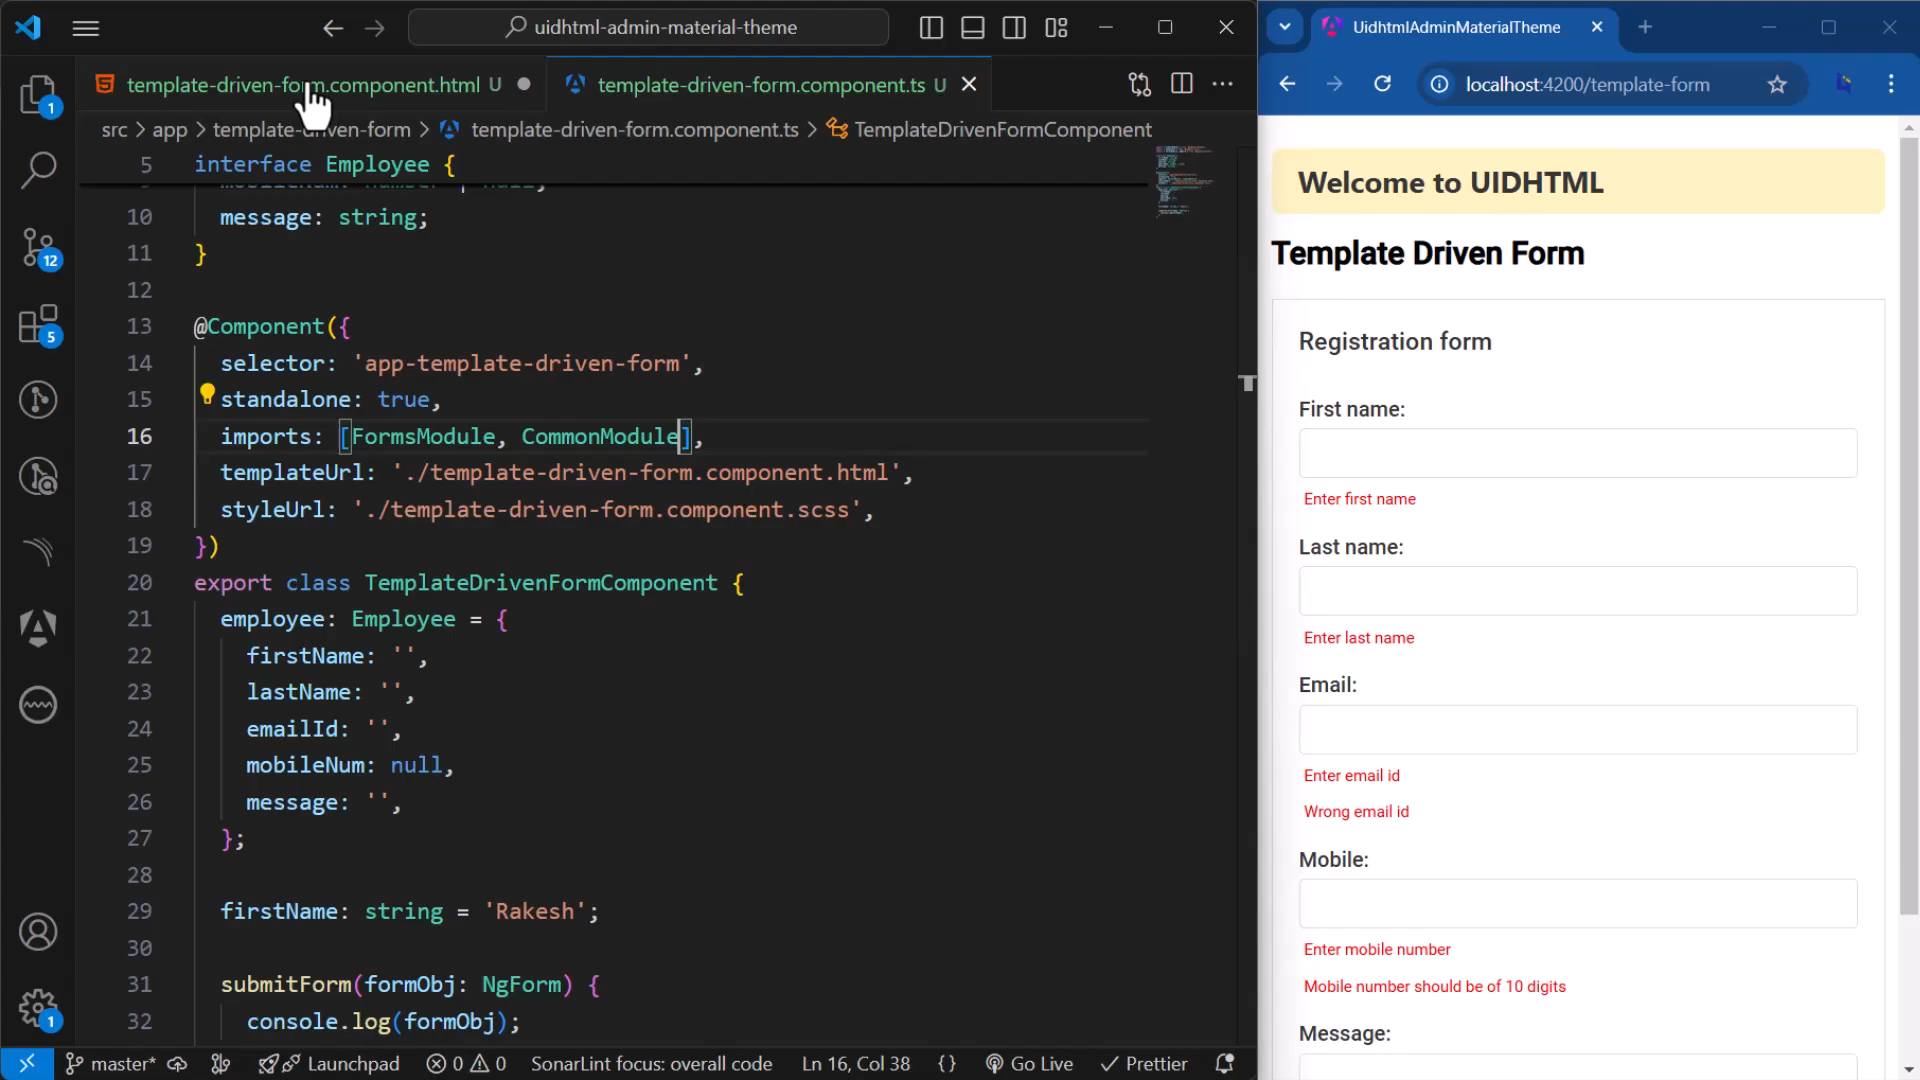 uidhtml-admin-material-theme
template-driven-form.component.html U
template-driven-form.component.ts U
src > app > template-driven-form > template-driven-form.component.ts > TemplateDrivenFormComponent
5 interface Employee {
10 message: string;
11 }
12
13 @Component({
14 selector: 'app-template-driven-form',
15 standalone: true,
16 imports: [FormsModule, CommonModule],
17 templateUrl: './template-driven-form.component.html',
18 styleUrl: './template-driven-form.component.scss',
19 })
20 export class TemplateDrivenFormComponent {
21 employee: Employee = {
22 firstName: '',
23 lastName: '',
24 emailId: '',
25 mobileNum: null,
26 message: '',
27 };
28
29 firstName: string = 'Rakesh';
30
31 submitForm(formObj: NgForm) {
32 console.log(formObj);
1
12
5
1
master* Launchpad 0 0 SonarLint focus: overall code Ln 16, Col 38 {} Go Live Prettier
UidhtmlAdminMaterialTheme
localhost:4200/template-form
Welcome to UIDHTML
Template Driven Form
Registration form
First name:
Enter first name
Last name:
Enter last name
Email:
Enter email id
Wrong email id
Mobile:
Enter mobile number
Mobile number should be of 10 digits
Message: